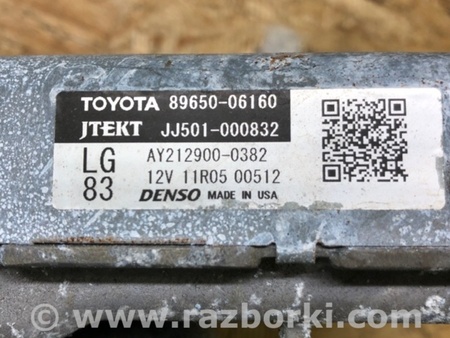 TOYOTA 89650-06160
JTEKT JJ501-000832
LG AY212900-0382
83 12V 11R05 00512
DENSO MADE IN USA
© www.razborki.com